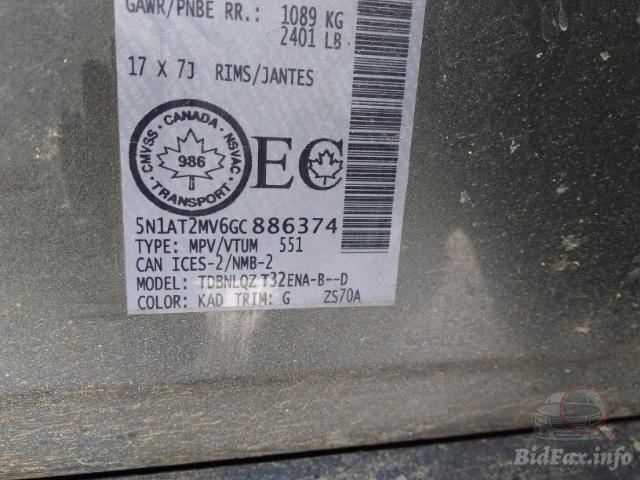 GAWR/PNBE RR.: 1089 KG
2401 LB
17 X 7J RIMS/JANTES
CANADA
CMVSS · NSVAC
986
TRANSPORT
EC
5N1AT2MV6GC886374
TYPE: MPV/VTUM 551
CAN ICES-2/NMB-2
MODEL: TDBNLQZ T32ENA-B--D
COLOR: KAD TRIM: G ZS70A
BidFax.info